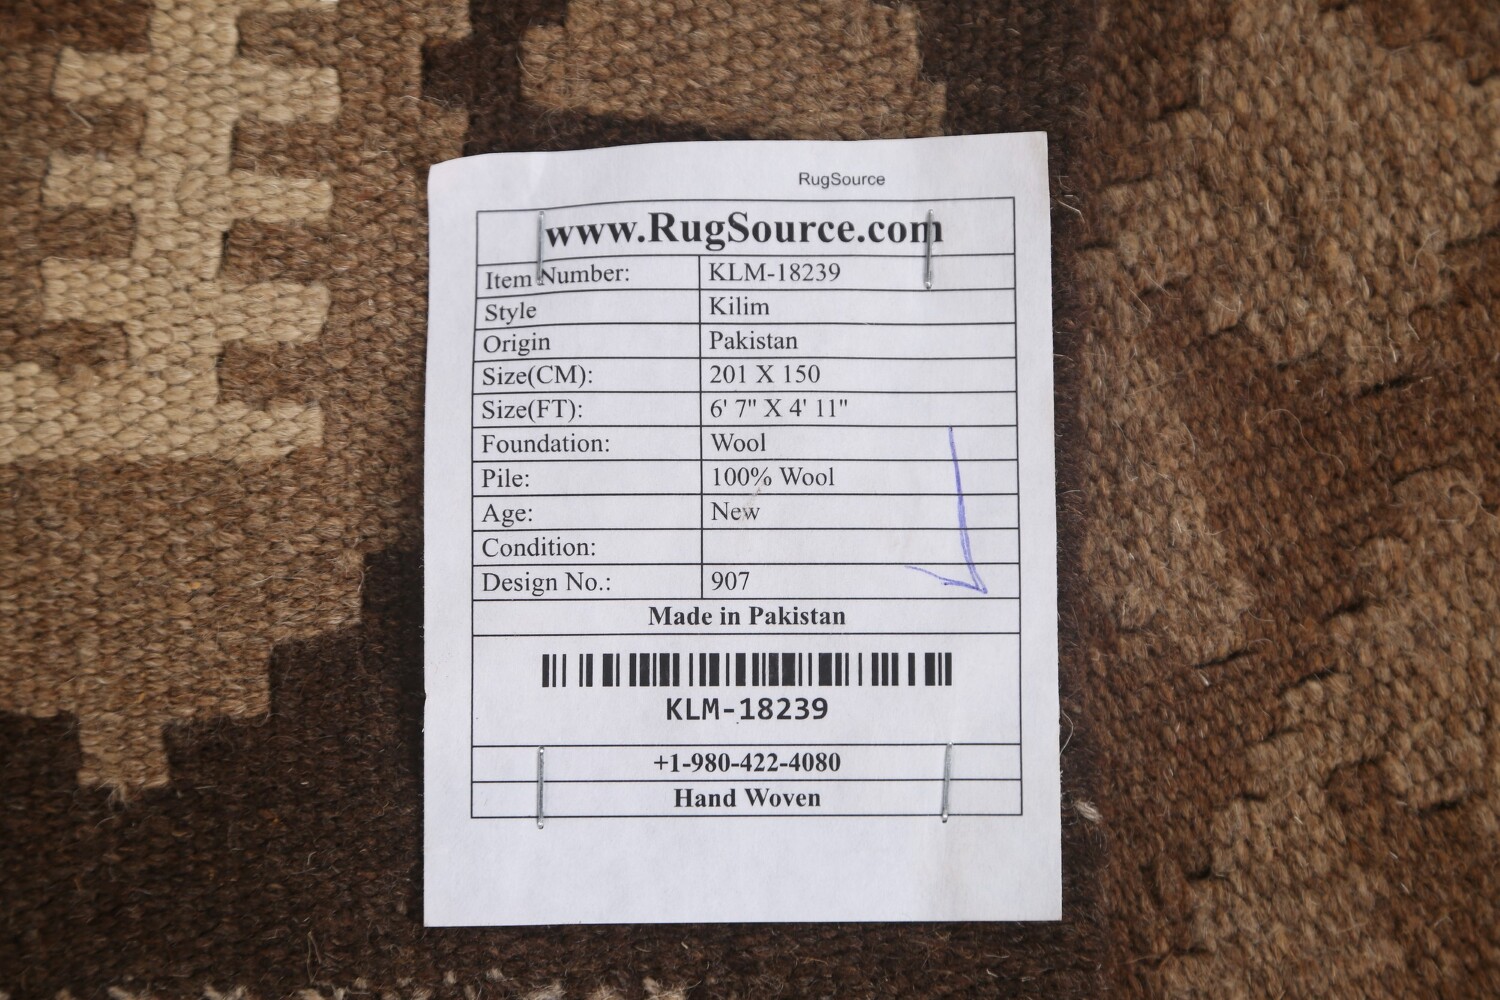 RugSource
www.RugSource.com
Item Number: KLM-18239
Style Kilim
Origin Pakistan
Size(CM): 201 X 150
Size(FT): 6' 7" X 4' 11"
Foundation: Wool
Pile: 100% Wool
Age: New
Condition:
Design No.: 907
Made in Pakistan
KLM-18239
+1-980-422-4080
Hand Woven